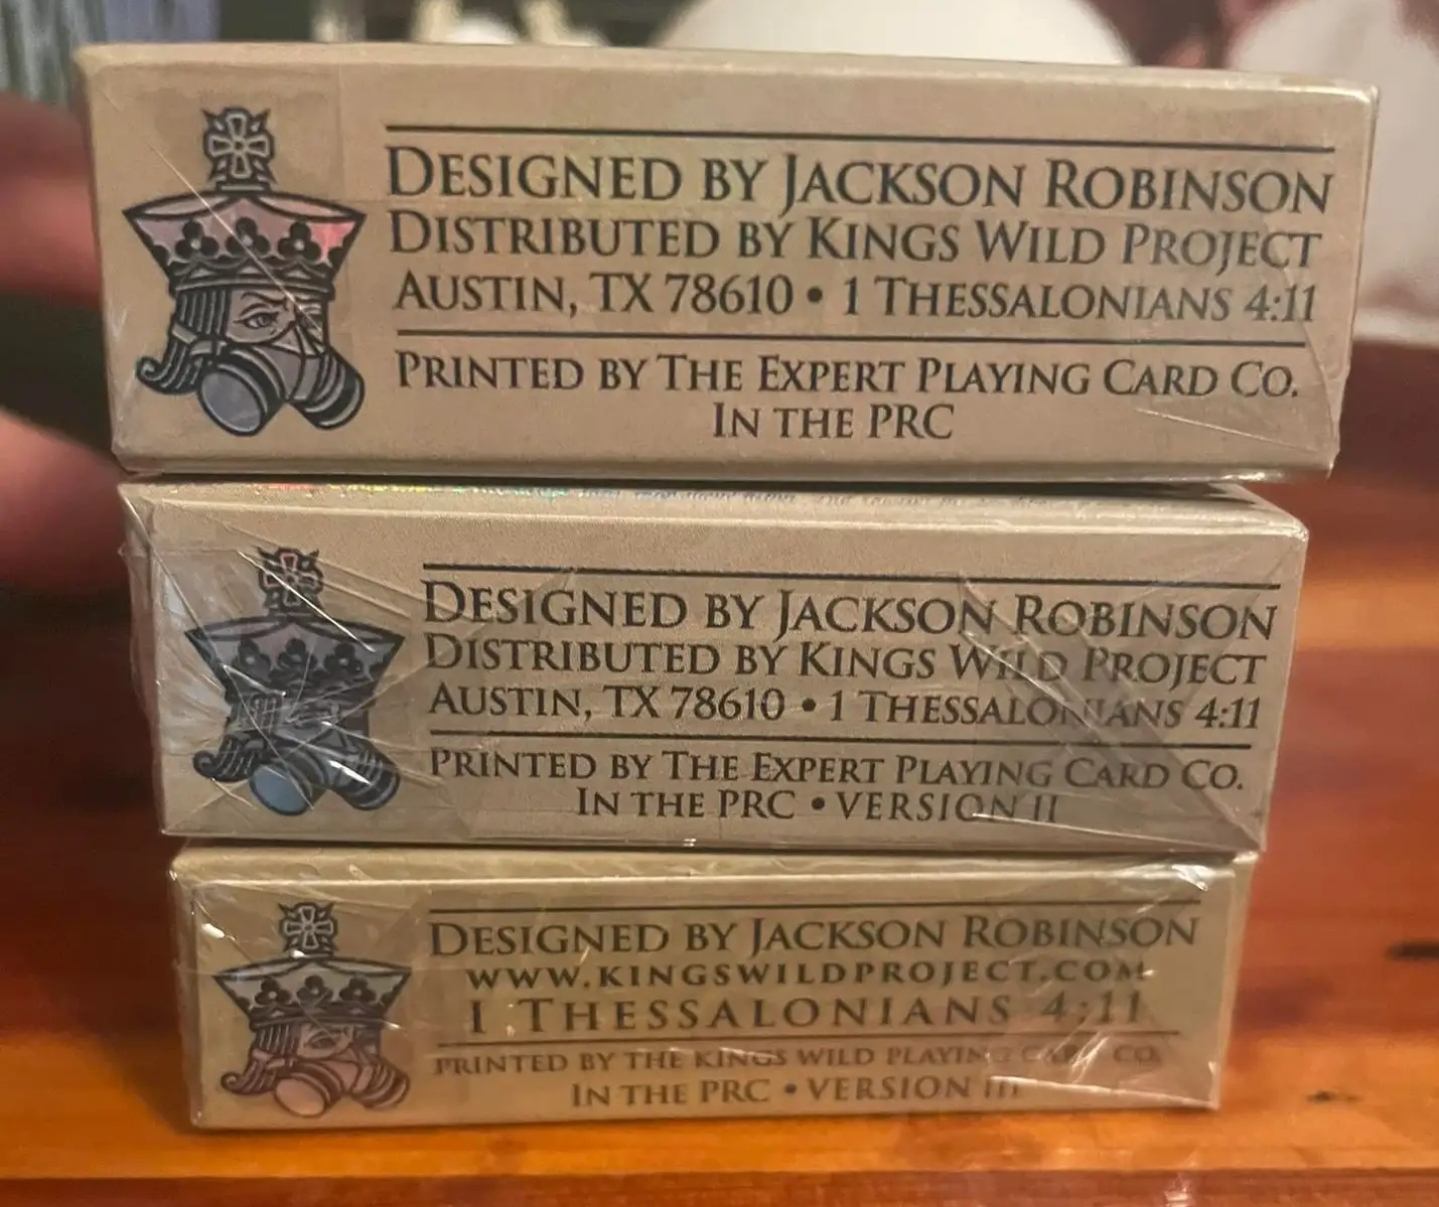 DESIGNED BY JACKSON ROBINSON
DISTRIBUTED BY KINGS WILD PROJECT
AUSTIN, TX 78610 • 1 THESSALONIANS 4:11
PRINTED BY THE EXPERT PLAYING CARD CO.
IN THE PRC
DESIGNED BY JACKSON ROBINSON
DISTRIBUTED BY KINGS WILD PROJECT
AUSTIN, TX 78610 • 1 THESSALONIANS 4:11
PRINTED BY THE EXPERT PLAYING CARD CO.
IN THE PRC • VERSION II
DESIGNED BY JACKSON ROBINSON
WWW.KINGSWILDPROJECT.COM
1 THESSALONIANS 4:11
PRINTED BY THE KINGS WILD PLAYING CARD CO.
IN THE PRC • VERSION III